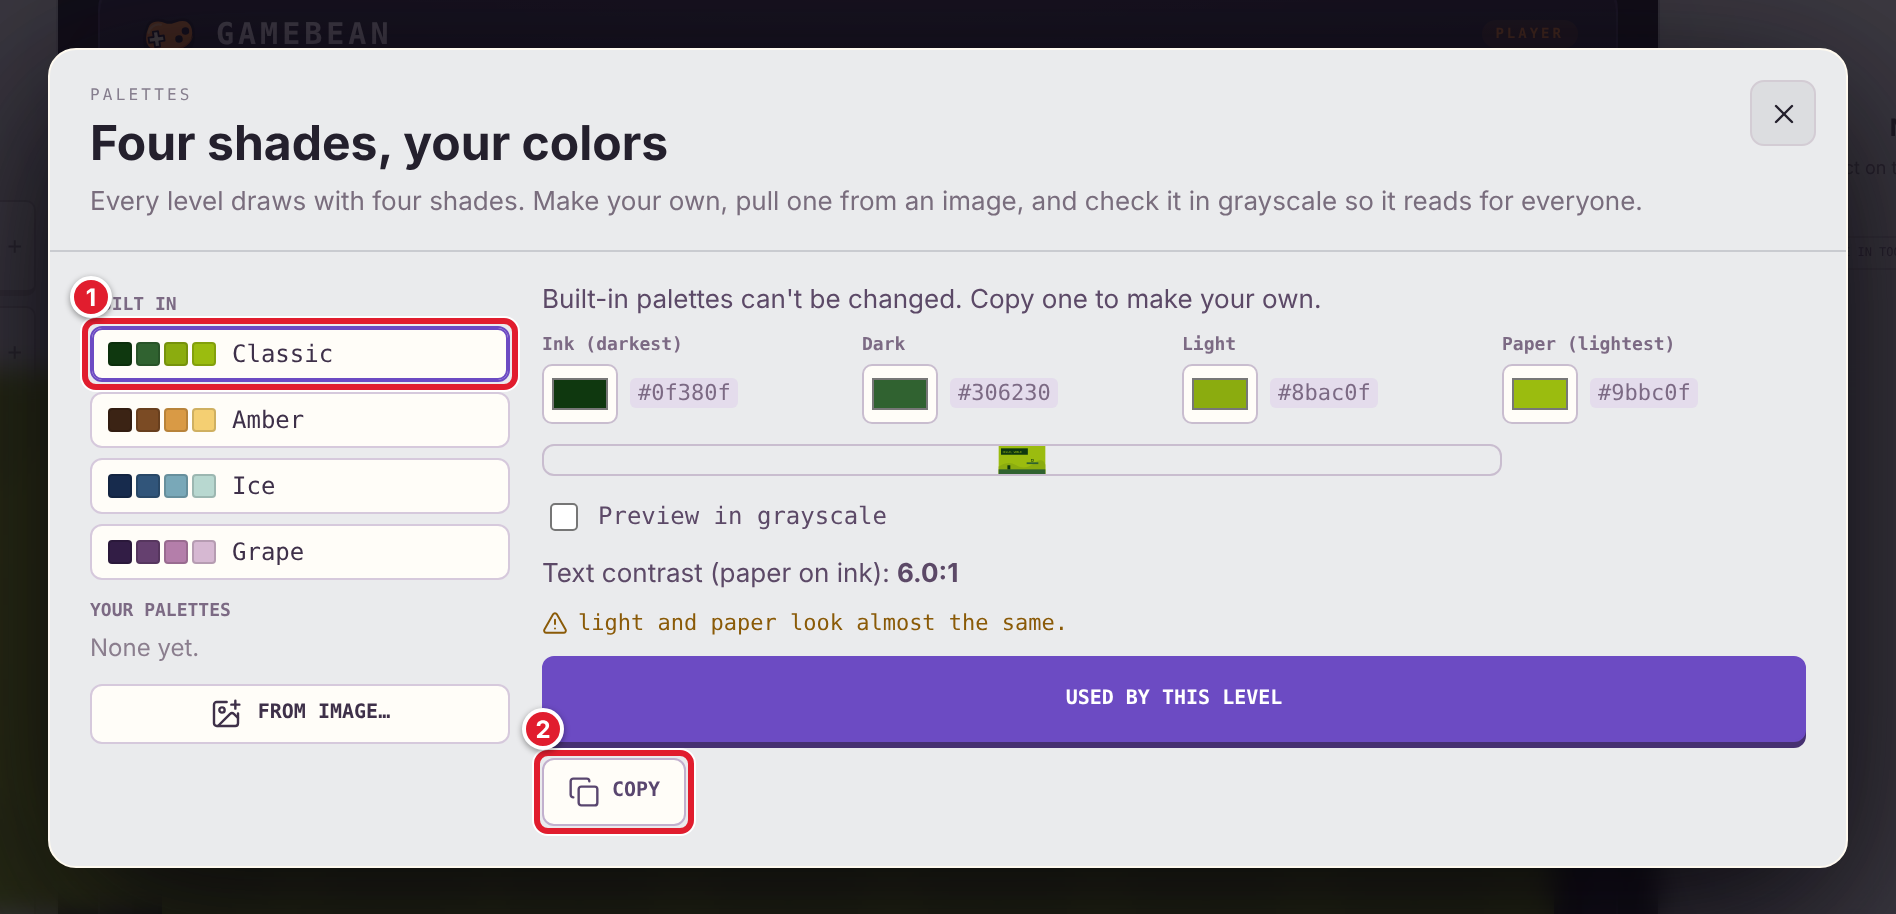 GAMEBEAN
PLAYER
PALETTES
Four shades, your colors
Every level draws with four shades. Make your own, pull one from an image, and check it in grayscale so it reads for everyone.
1
ILT IN
Classic
Amber
Ice
Grape
YOUR PALETTES
None yet.
FROM IMAGE…
Built-in palettes can't be changed. Copy one to make your own.
Ink (darkest)
Dark
Light
Paper (lightest)
#0f380f
#306230
#8bac0f
#9bbc0f
Preview in grayscale
Text contrast (paper on ink): 6.0:1
light and paper look almost the same.
USED BY THIS LEVEL
2
COPY
ct on t
IN TOO